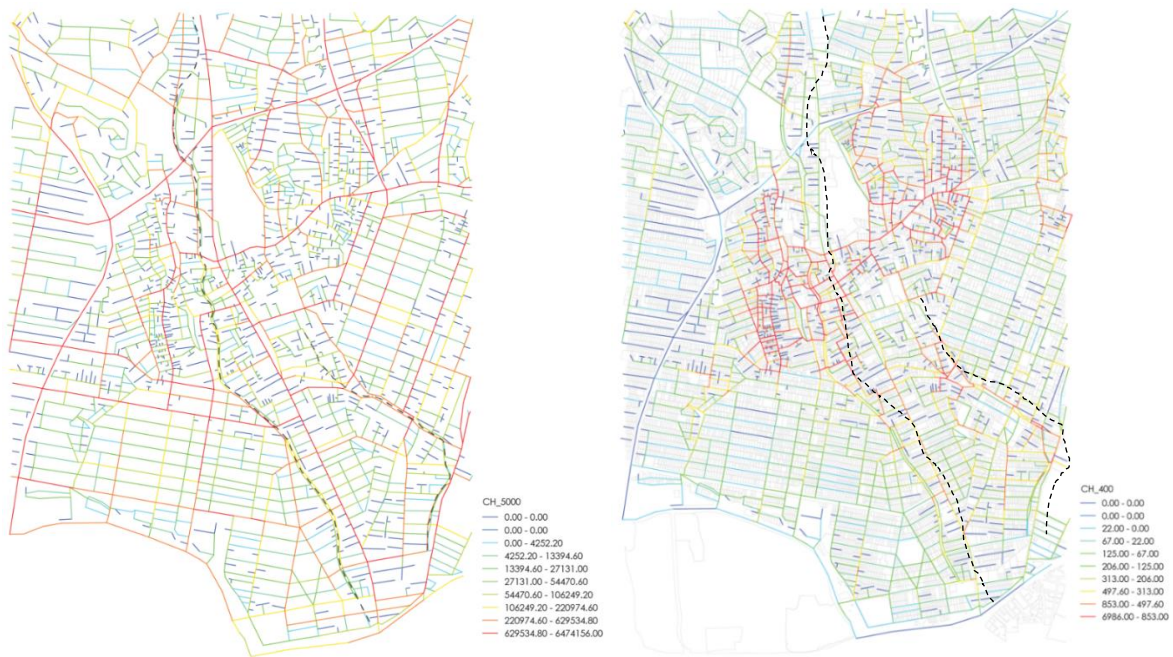 CH_5000
0.00 - 0.00
0.00 - 0.00
0.00 - 4252.20
4252.20 - 13394.60
13394.60 - 27131.00
27131.00 - 54470.60
54470.60 - 106249.20
106249.20 - 220974.60
220974.60 - 629534.80
629534.80 - 6474156.00
CH_400
0.00 - 0.00
0.00 - 0.00
22.00 - 0.00
67.00 - 22.00
125.00 - 67.00
206.00 - 125.00
313.00 - 206.00
497.60 - 313.00
853.00 - 497.60
6986.00 - 853.00